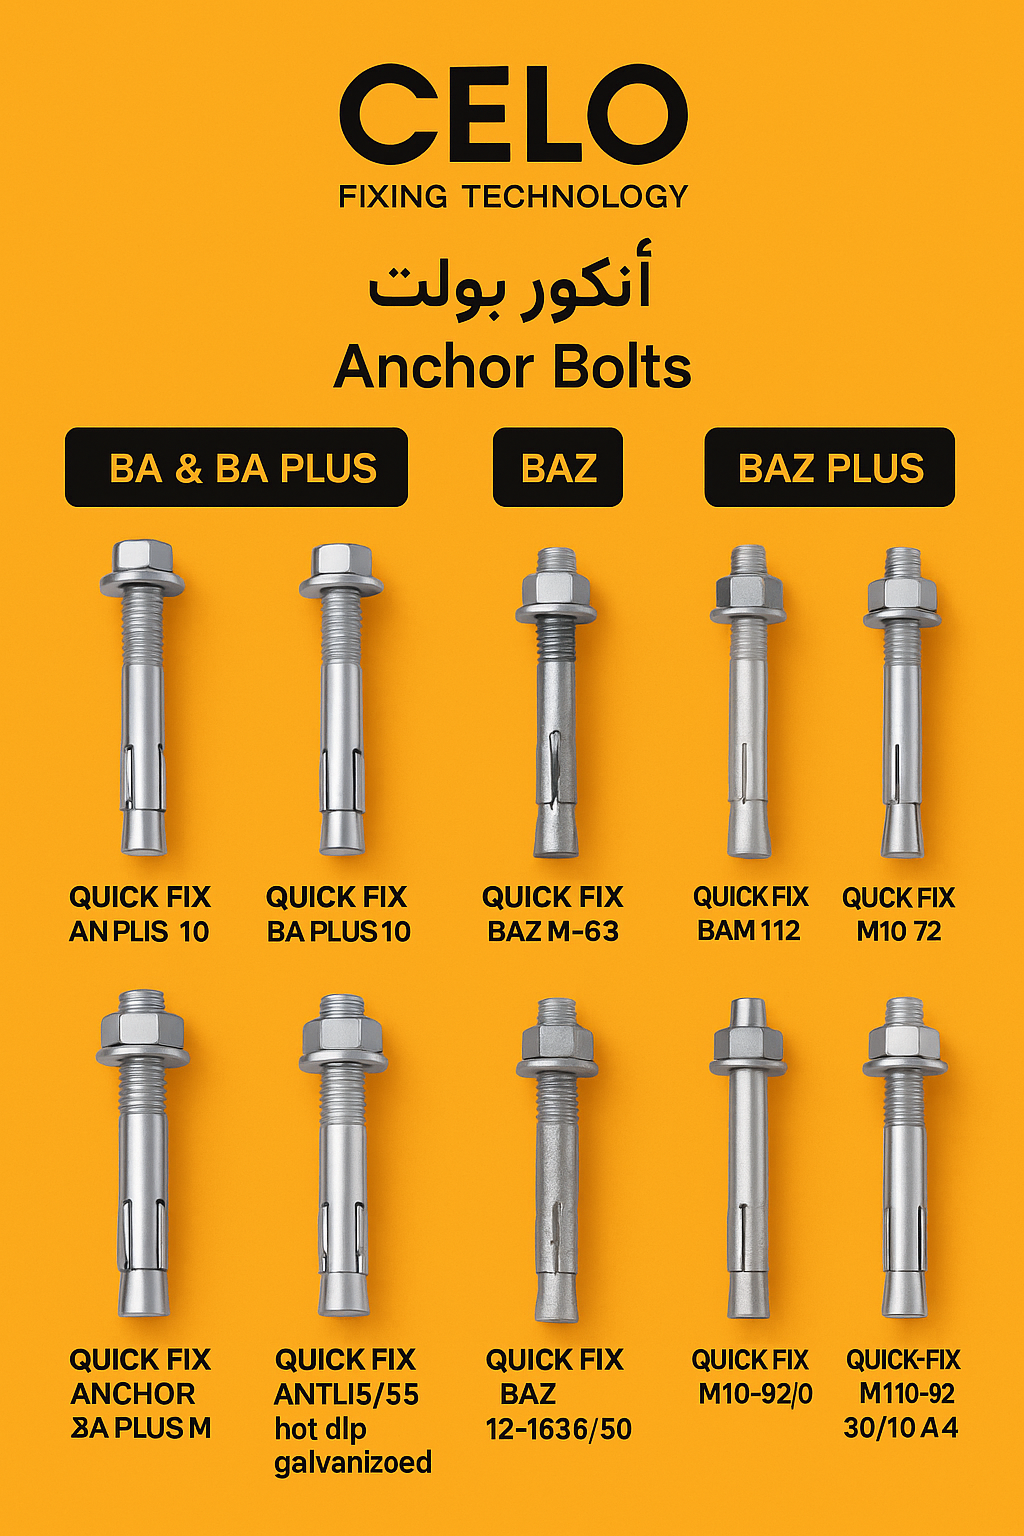 CELO
FIXING TECHNOLOGY
أنكور بولت
Anchor Bolts
BA & BA PLUS
BAZ
BAZ PLUS
QUICK FIX
AN PLIS 10
QUICK FIX
BA PLUS 10
QUICK FIX
BAZ M-63
QUICK FIX
BAM 112
QUCK FIX
M10 72
QUICK FIX
ANCHOR
PLUS M
QUICK FIX
ANTLI5/55
hot dlp
galvanizoed
QUICK FIX
BAZ
12-1636/50
QUICK FIX
M10-92/0
QUICK-FIX
M110-92
30/10 A4